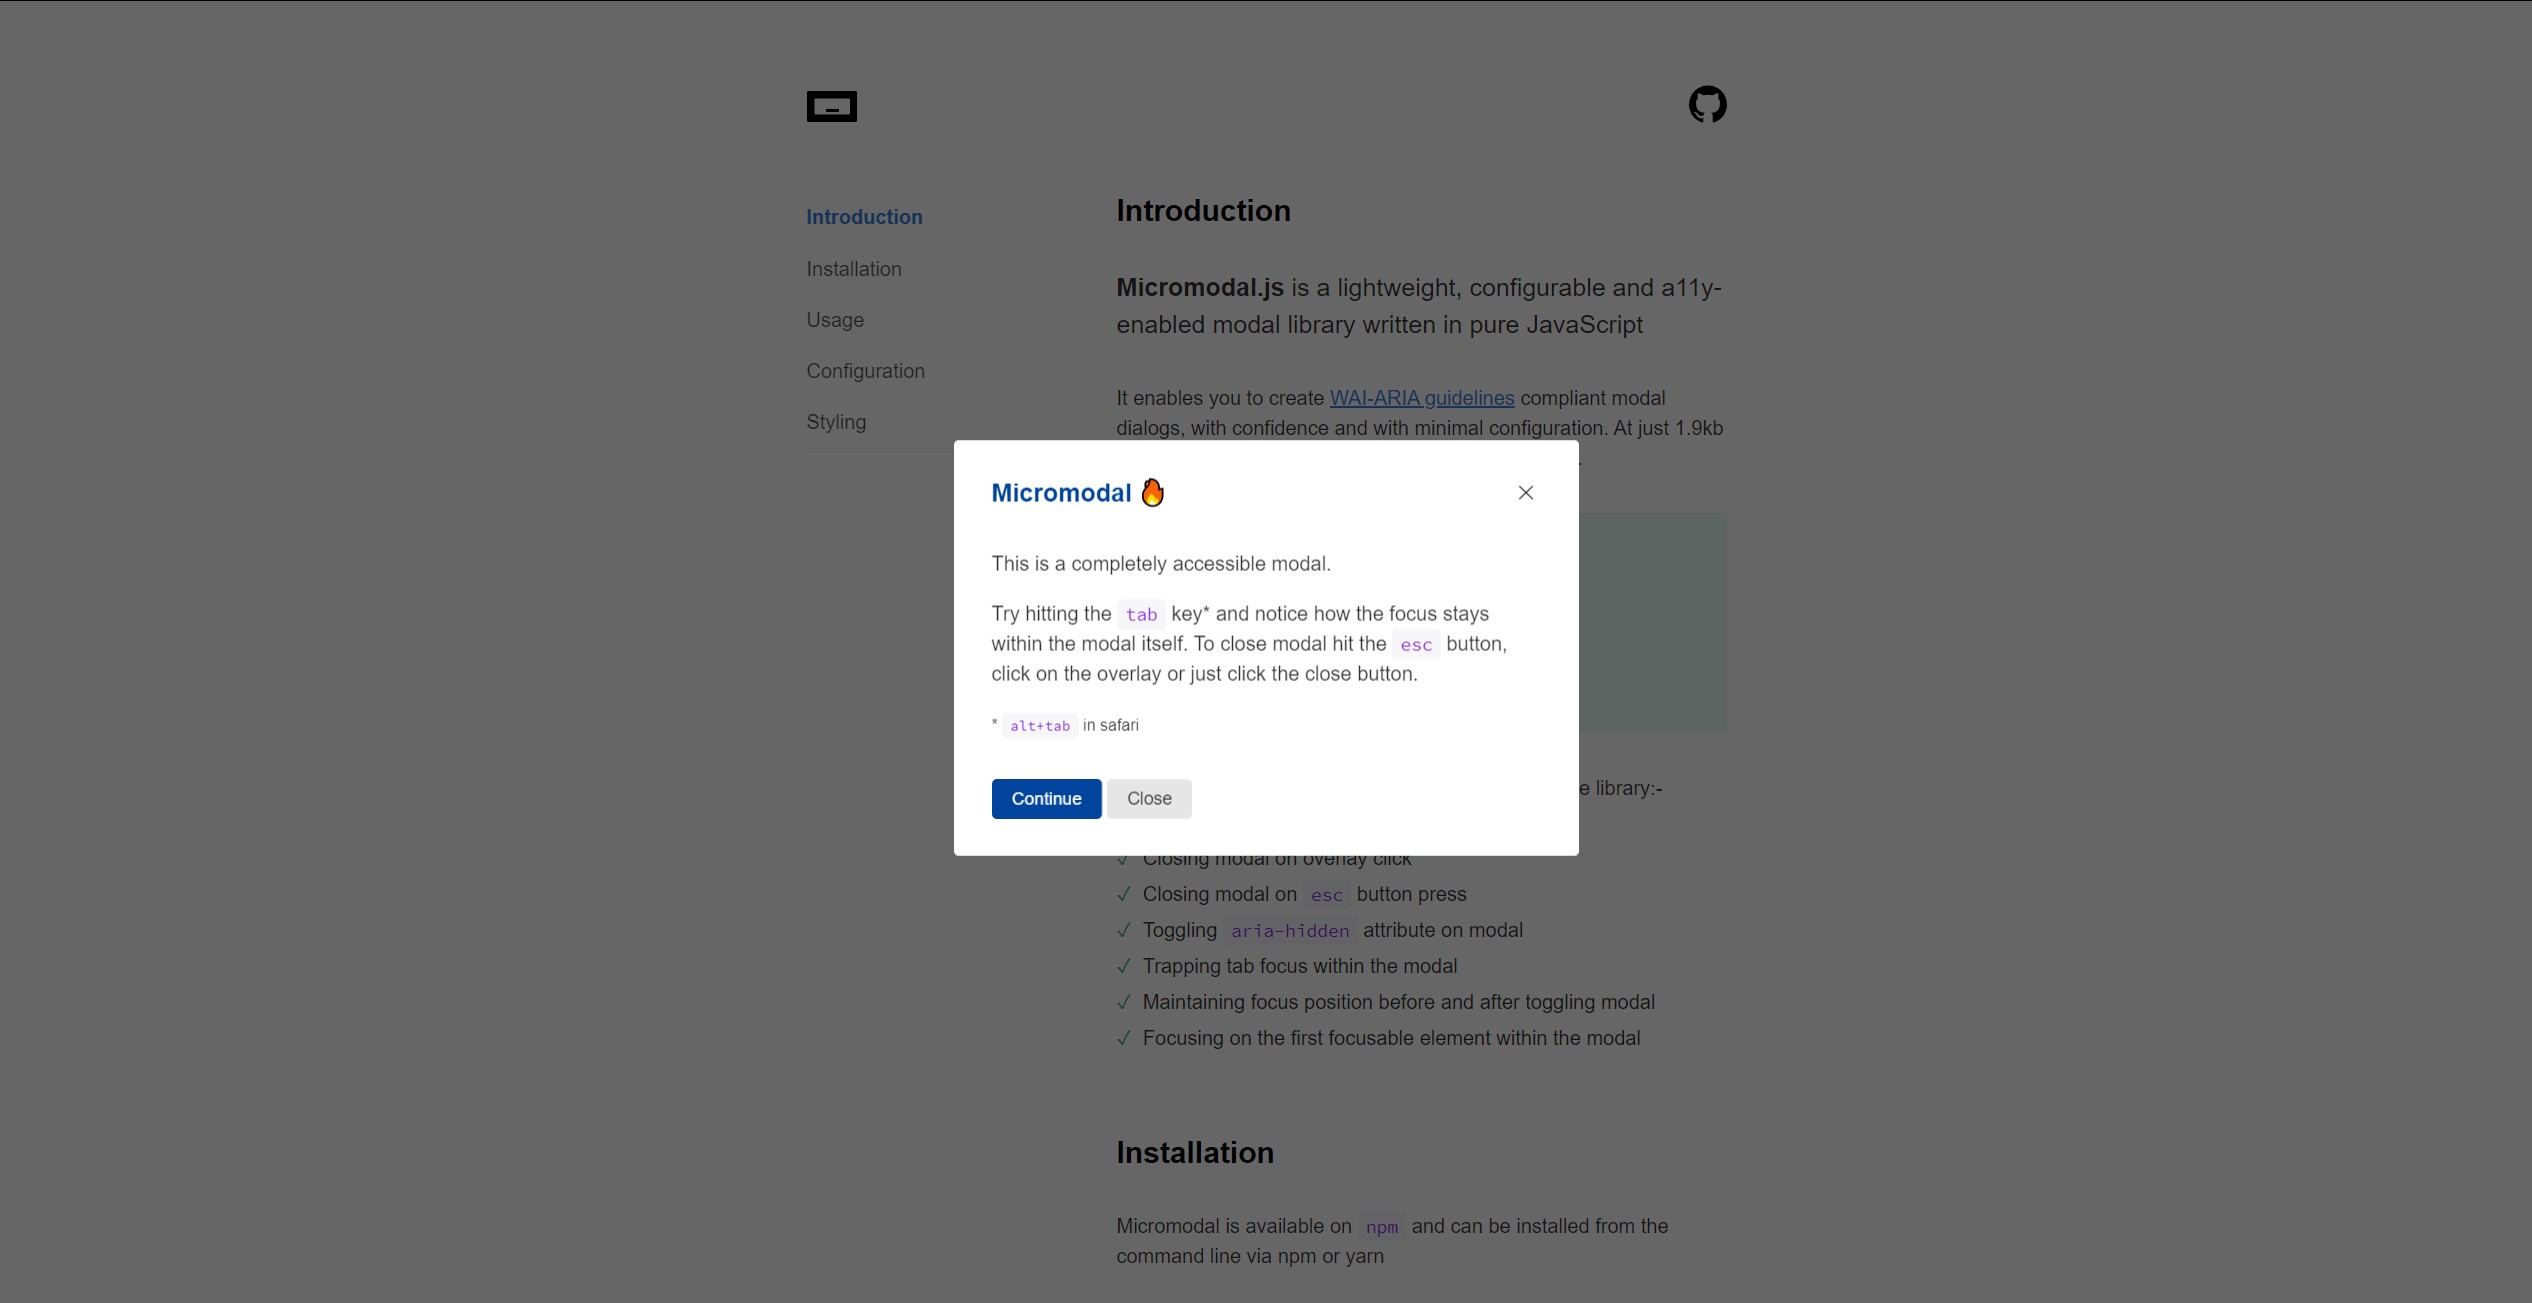 Introduction
Installation
Usage
Configuration
Styling
Introduction
Micromodal.js is a lightweight, configurable and a11y-
enabled modal library written in pure JavaScript
It enables you to create WAI-ARIA guidelines compliant modal
dialogs, with confidence and with minimal configuration. At just 1.9kb
Micromodal 🔥
This is a completely accessible modal.
Try hitting the tab key* and notice how the focus stays
within the modal itself. To close modal hit the esc button,
click on the overlay or just click the close button.
* alt+tab in safari
Continue Close
library:-
✓ Closing modal on overlay click
✓ Closing modal on esc button press
✓ Toggling aria-hidden attribute on modal
✓ Trapping tab focus within the modal
✓ Maintaining focus position before and after toggling modal
✓ Focusing on the first focusable element within the modal
Installation
Micromodal is available on npm and can be installed from the
command line via npm or yarn